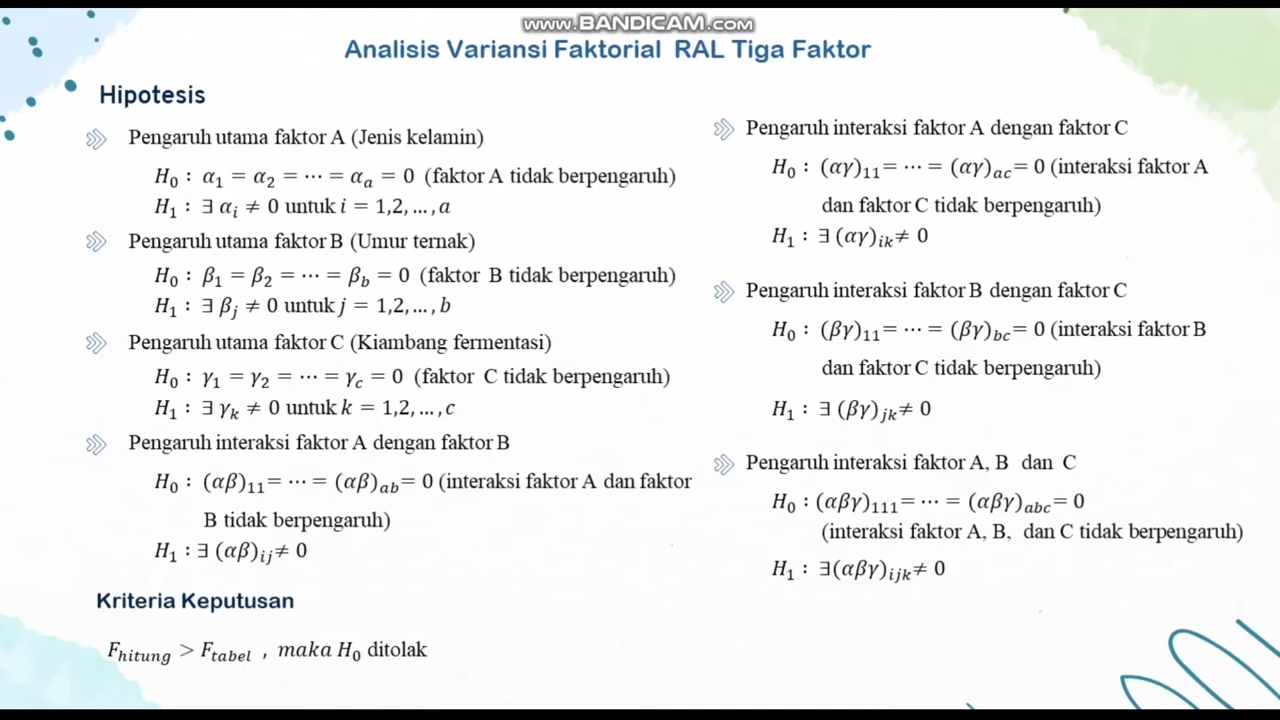 www.BANDICAM.com
Analisis Variansi Faktorial RAL Tiga Faktor
Hipotesis
Pengaruh utama faktor A (Jenis kelamin)
H₀ : α₁ = α₂ = ⋯ = αₐ = 0 (faktor A tidak berpengaruh)
H₁ : ∃ αᵢ ≠ 0 untuk i = 1,2, … , a
Pengaruh utama faktor B (Umur ternak)
H₀ : β₁ = β₂ = ⋯ = β_b = 0 (faktor B tidak berpengaruh)
H₁ : ∃ βⱼ ≠ 0 untuk j = 1,2, … , b
Pengaruh utama faktor C (Kiambang fermentasi)
H₀ : γ₁ = γ₂ = ⋯ = γ_c = 0 (faktor C tidak berpengaruh)
H₁ : ∃ γₖ ≠ 0 untuk k = 1,2, … , c
Pengaruh interaksi faktor A dengan faktor B
H₀ : (αβ)₁₁= ⋯ = (αβ)_ab= 0 (interaksi faktor A dan faktor
B tidak berpengaruh)
H₁ : ∃ (αβ)ᵢⱼ≠ 0
Kriteria Keputusan
F_hitung > F_tabel , maka H₀ ditolak
Pengaruh interaksi faktor A dengan faktor C
H₀ : (αγ)₁₁= ⋯ = (αγ)_ac= 0 (interaksi faktor A
dan faktor C tidak berpengaruh)
H₁ : ∃ (αγ)ᵢₖ≠ 0
Pengaruh interaksi faktor B dengan faktor C
H₀ : (βγ)₁₁= ⋯ = (βγ)_bc= 0 (interaksi faktor B
dan faktor C tidak berpengaruh)
H₁ : ∃ (βγ)ⱼₖ≠ 0
Pengaruh interaksi faktor A, B dan C
H₀ : (αβγ)₁₁₁= ⋯ = (αβγ)_abc= 0
(interaksi faktor A, B, dan C tidak berpengaruh)
H₁ : ∃(αβγ)ᵢⱼₖ≠ 0